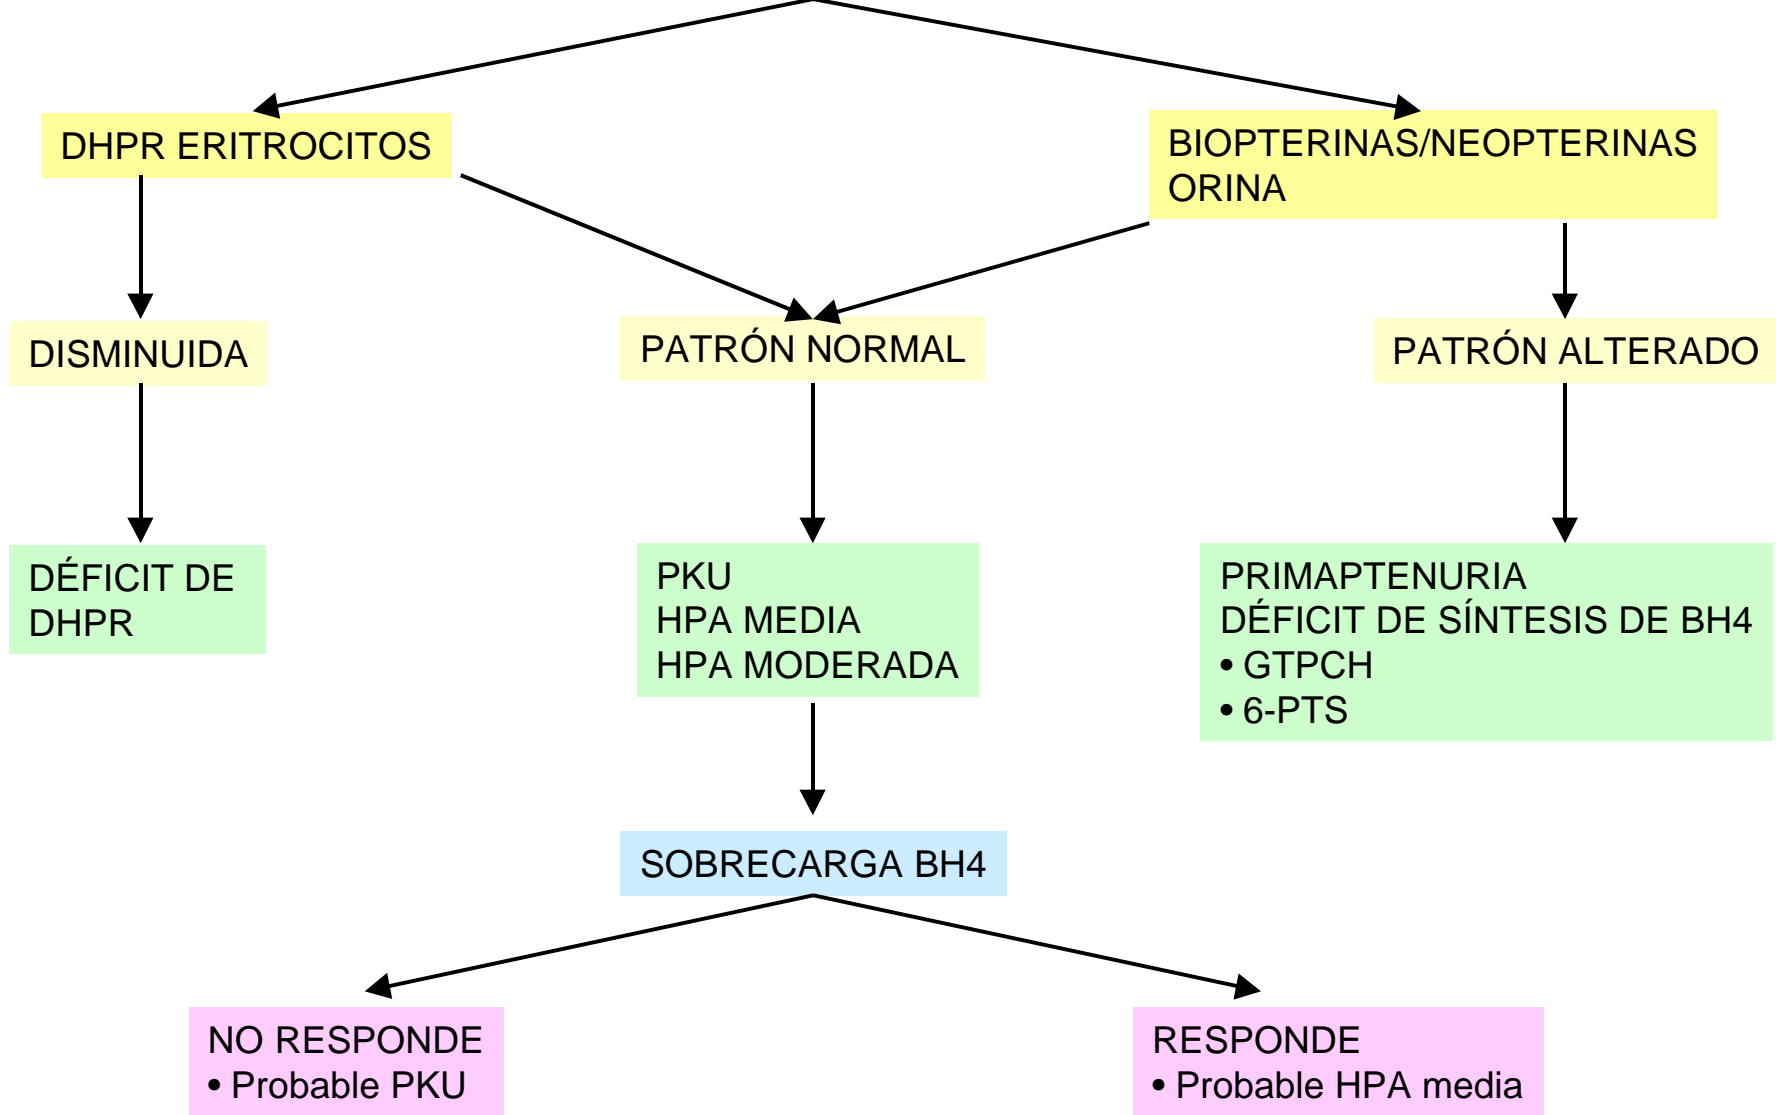 DHPR ERITROCITOS
BIOPTERINAS/NEOPTERINAS
ORINA
DISMINUIDA
PATRÓN NORMAL
PATRÓN ALTERADO
DÉFICIT DE
DHPR
PKU
HPA MEDIA
HPA MODERADA
PRIMAPTENURIA
DÉFICIT DE SÍNTESIS DE BH4
• GTPCH
• 6-PTS
SOBRECARGA BH4
NO RESPONDE
• Probable PKU
RESPONDE
• Probable HPA media